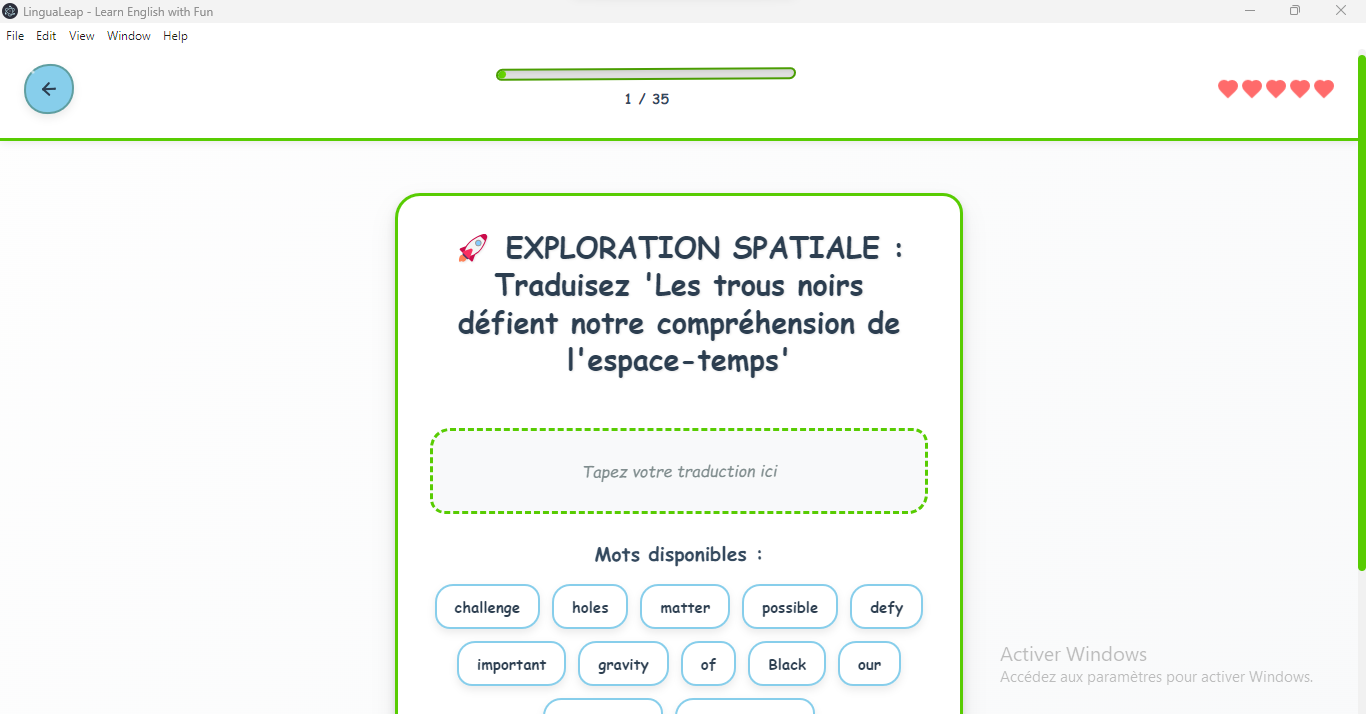 LinguaLeap - Learn English with Fun
File Edit View Window Help
1 / 35
🚀 EXPLORATION SPATIALE :
Traduisez 'Les trous noirs
défient notre compréhension de
l'espace-temps'
Tapez votre traduction ici
Mots disponibles :
challenge holes matter possible defy
important gravity of Black our
Activer Windows
Accédez aux paramètres pour activer Windows.